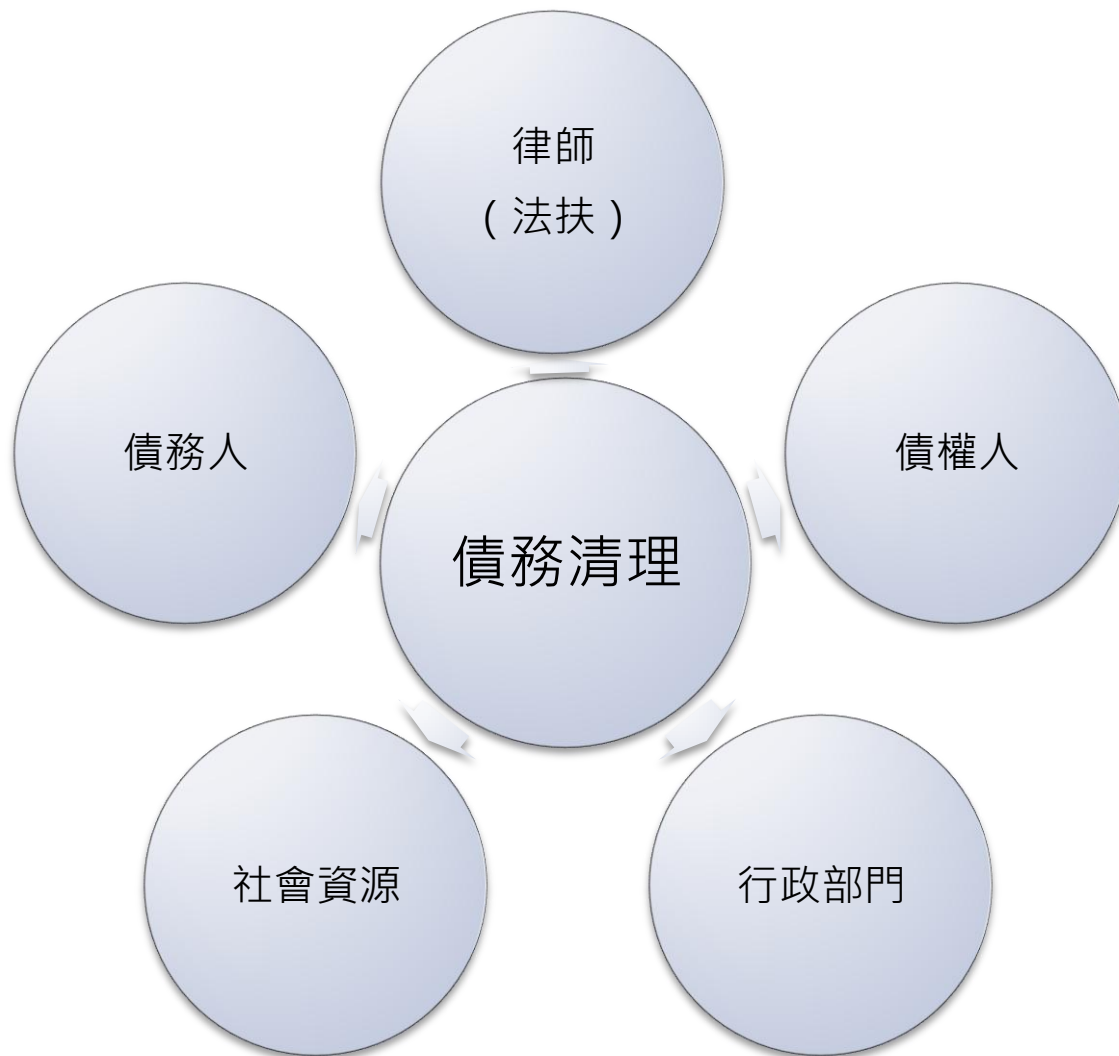 律師
(法扶)
債務人
債權人
債務清理
社會資源
行政部門